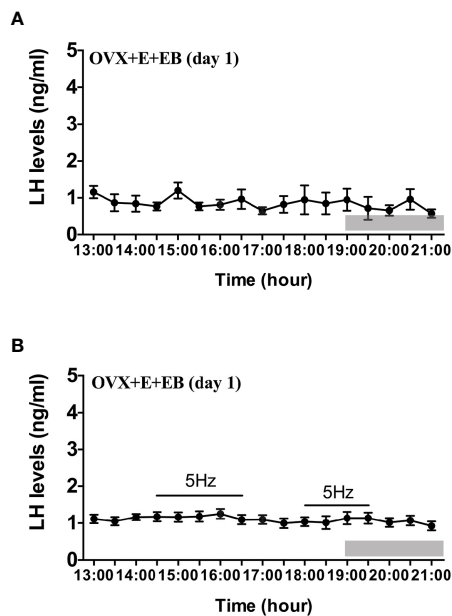 A
OVX+E+EB (day 1)
LH levels (ng/ml)
5
4
3
2
1
0
13:00 14:00 15:00 16:00 17:00 18:00 19:00 20:00 21:00
Time (hour)
B
OVX+E+EB (day 1)
LH levels (ng/ml)
5
4
3
2
1
0
5Hz 5Hz
13:00 14:00 15:00 16:00 17:00 18:00 19:00 20:00 21:00
Time (hour)